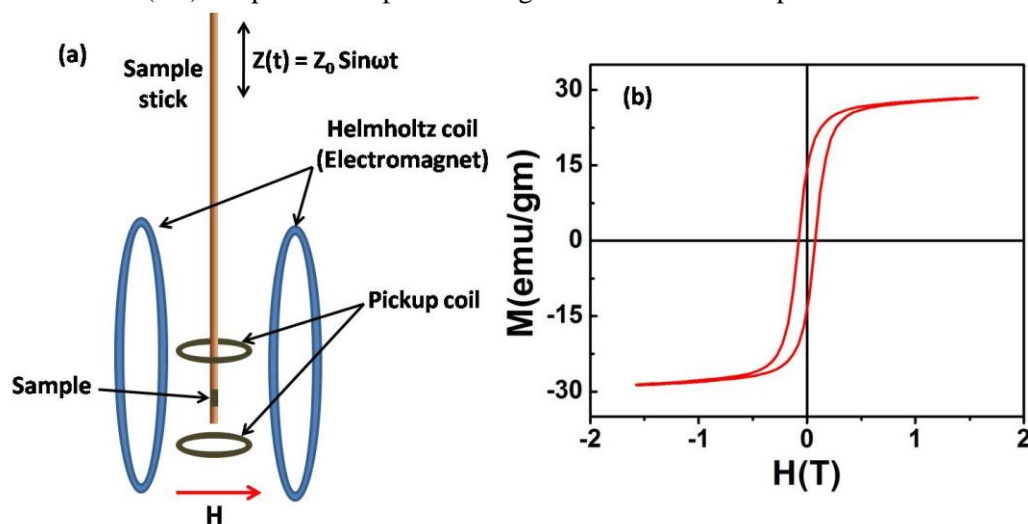 (a)
Sample
stick
Z(t) = Z₀ Sinωt
Helmholtz coil
(Electromagnet)
Pickup coil
Sample
H
(b)
M(emu/gm)
30
15
0
-15
-30
-2
-1
0
1
2
H(T)